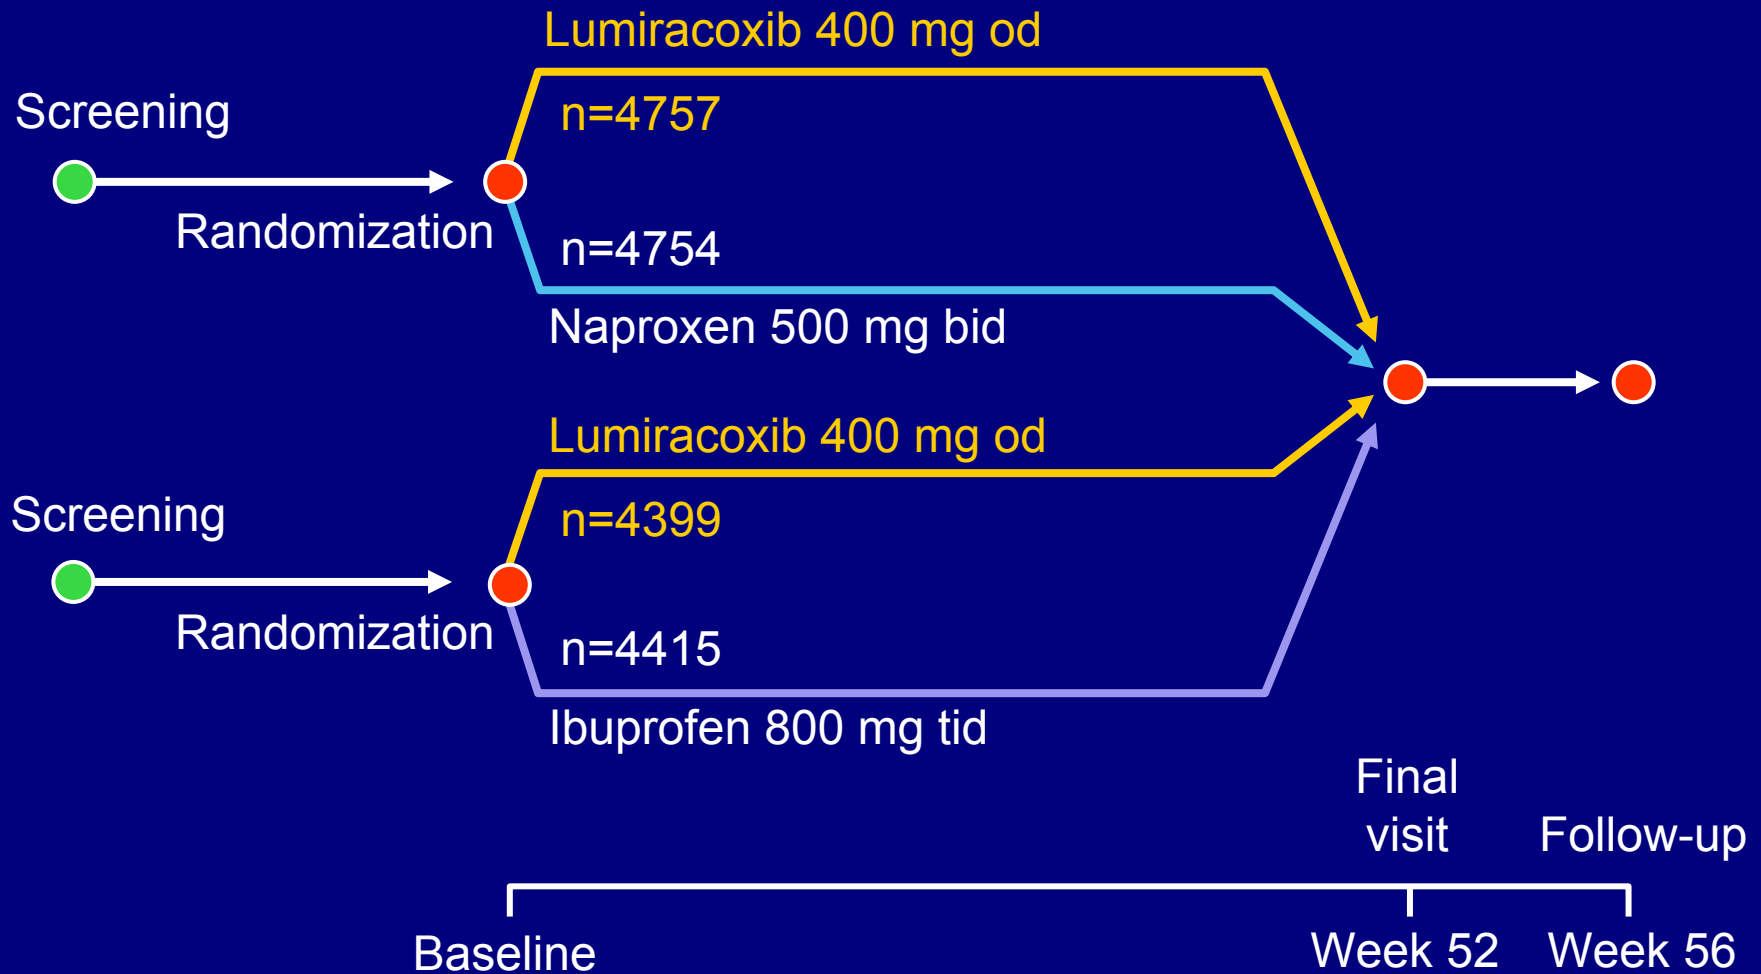 Lumiracoxib 400 mg od
n=4757
Screening
Randomization
n=4754
Naproxen 500 mg bid
Lumiracoxib 400 mg od
n=4399
Screening
Randomization
n=4415
Ibuprofen 800 mg tid
Final
visit
Follow-up
Baseline
Week 52
Week 56